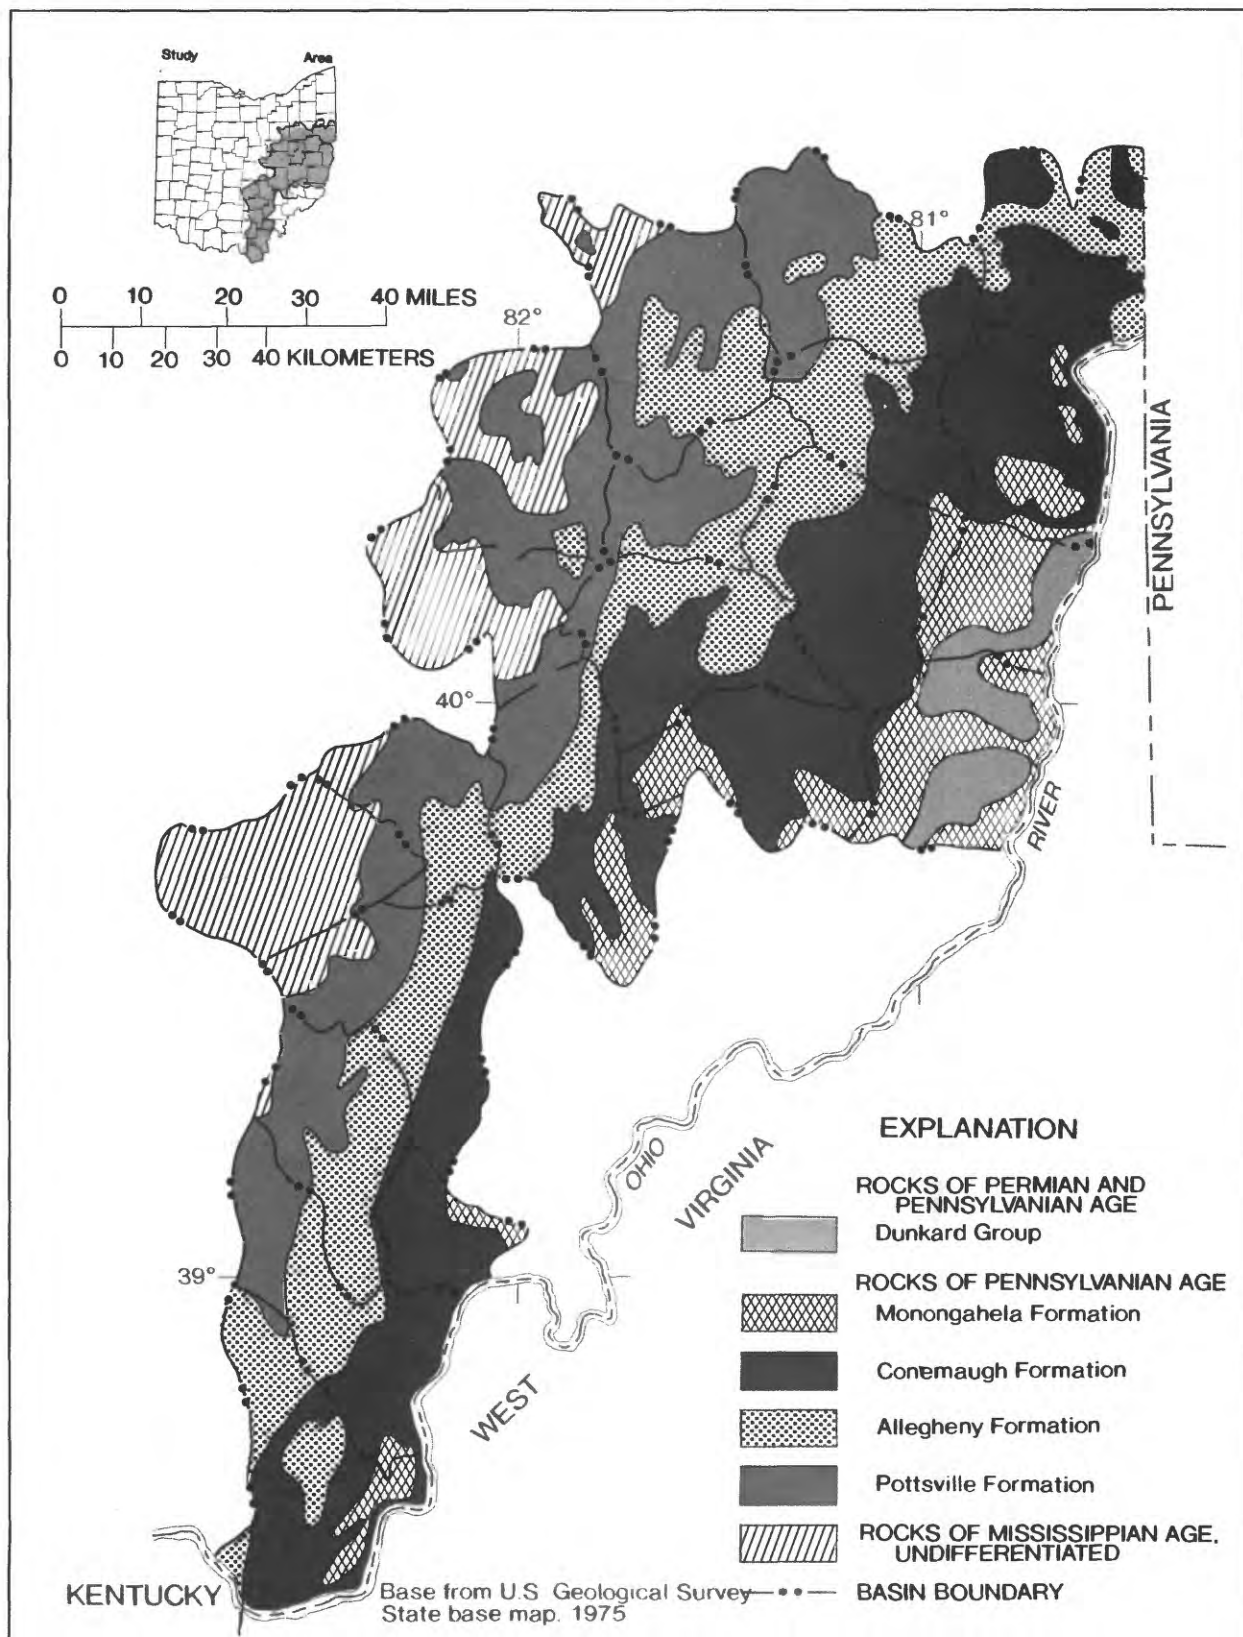 Study Area
0 10 20 30 40 MILES
0 10 20 30 40 KILOMETERS
81°
82°
PENNSYLVANIA
40°
RIVER
OHIO
VIRGINIA
WEST
39°
KENTUCKY
EXPLANATION
ROCKS OF PERMIAN AND
PENNSYLVANIAN AGE
Dunkard Group
ROCKS OF PENNSYLVANIAN AGE
Monongahela Formation
Conemaugh Formation
Allegheny Formation
Pottsville Formation
ROCKS OF MISSISSIPPIAN AGE,
UNDIFFERENTIATED
BASIN BOUNDARY
Base from U.S Geological Survey
State base map. 1975